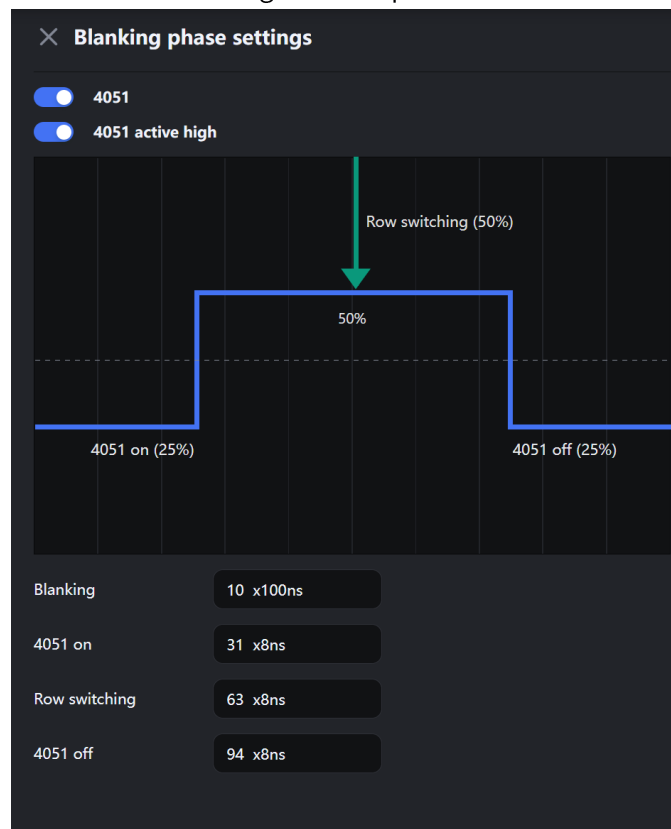 Blanking phase settings
4051
4051 active high
Row switching (50%)
50%
4051 on (25%)
4051 off (25%)
Blanking
10 x100ns
4051 on
31 x8ns
Row switching
63 x8ns
4051 off
94 x8ns